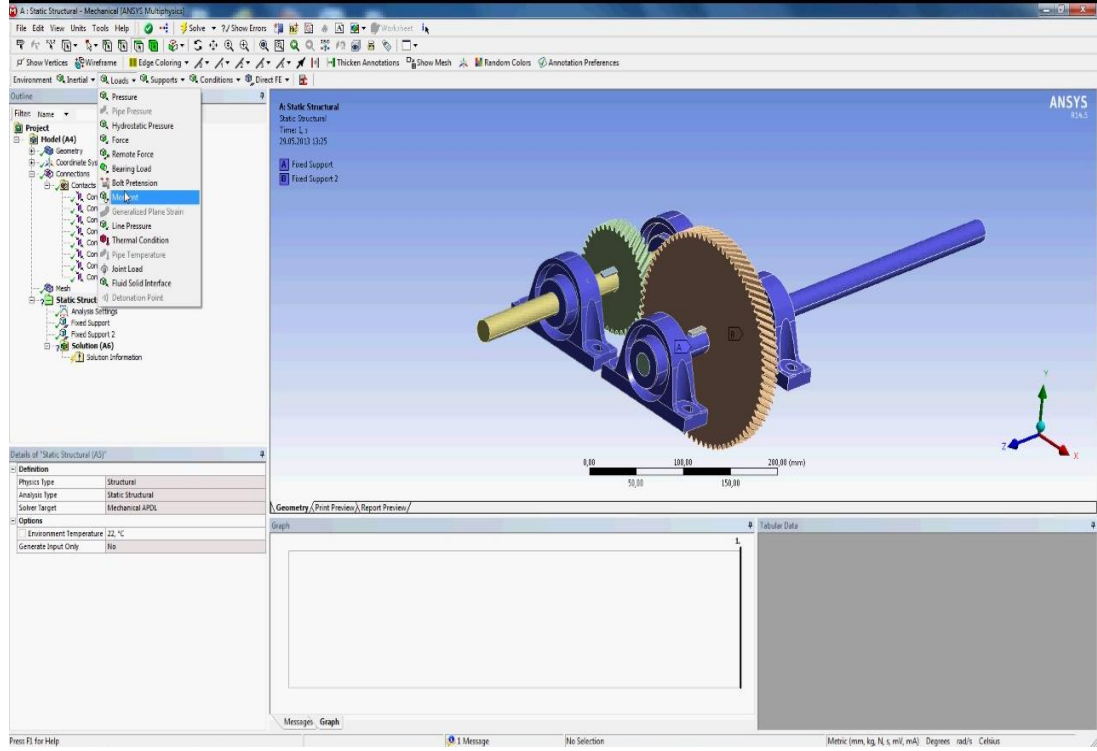 A : Static Structural - Mechanical [ANSYS Multiphysics]
File Edit View Units Tools Help Solve ?/ Show Errors Worksheet
Show Vertices Wireframe Edge Coloring Thicken Annotations Show Mesh Random Colors Annotation Preferences
Environment Inertial Loads Supports Conditions Direct FE
Outline
Filter: Name
Project
Model (A4)
Geometry
Coordinate Sys
Connections
Contacts
Con
Con
Con
Con
Con
Con
Con
Con
Mesh
Static Struct
Analysis Settings
Fixed Support
Fixed Support 2
Solution (A6)
Solution Information
Pressure
Pipe Pressure
Hydrostatic Pressure
Force
Remote Force
Bearing Load
Bolt Pretension
Generalized Plane Strain
Line Pressure
Thermal Condition
Pipe Temperature
Joint Load
Fluid Solid Interface
Detonation Point
A: Static Structural
Static Structural
Time: 1, s
29.05.2013 13:25
A Fixed Support
B Fixed Support 2
ANSYS
R14.5
A
B
Y
Z
X
0,00 100,00 200,00 (mm)
50,00 150,00
Geometry Print Preview Report Preview
Details of "Static Structural (A5)"
Definition
Physics Type Structural
Analysis Type Static Structural
Solver Target Mechanical APDL
Options
Environment Temperature 22, °C
Generate Input Only No
Graph
1,
Messages Graph
Tabular Data
Press F1 for Help 1 Message No Selection Metric (mm, kg, N, s, mV, mA) Degrees rad/s Celsius